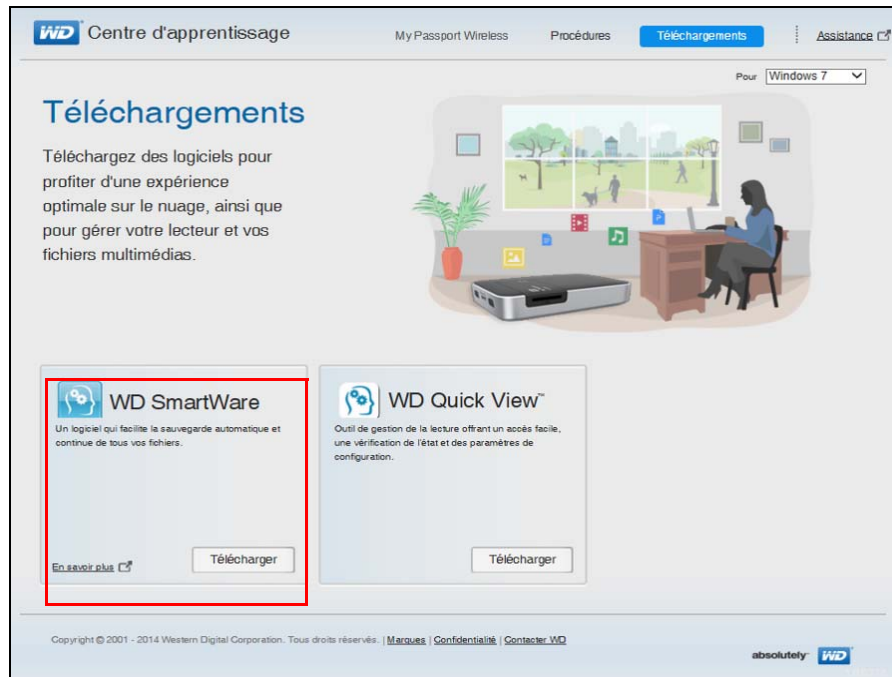 WD Centre d'apprentissage
My Passport Wireless
Procédures
Téléchargements
Assistance
Pour Windows 7
Téléchargements
Téléchargez des logiciels pour
profiter d'une expérience
optimale sur le nuage, ainsi que
pour gérer votre lecteur et vos
fichiers multimédias.
WD SmartWare
Un logiciel qui facilite la sauvegarde automatique et
continue de tous vos fichiers.
En savoir plus
Télécharger
WD Quick View™
Outil de gestion de la lecture offrant un accès facile,
une vérification de l'état et des paramètres de
configuration.
Télécharger
Copyright © 2001 - 2014 Western Digital Corporation. Tous droits réservés. | Marques | Confidentialité | Contacter WD
absolutely™ WD